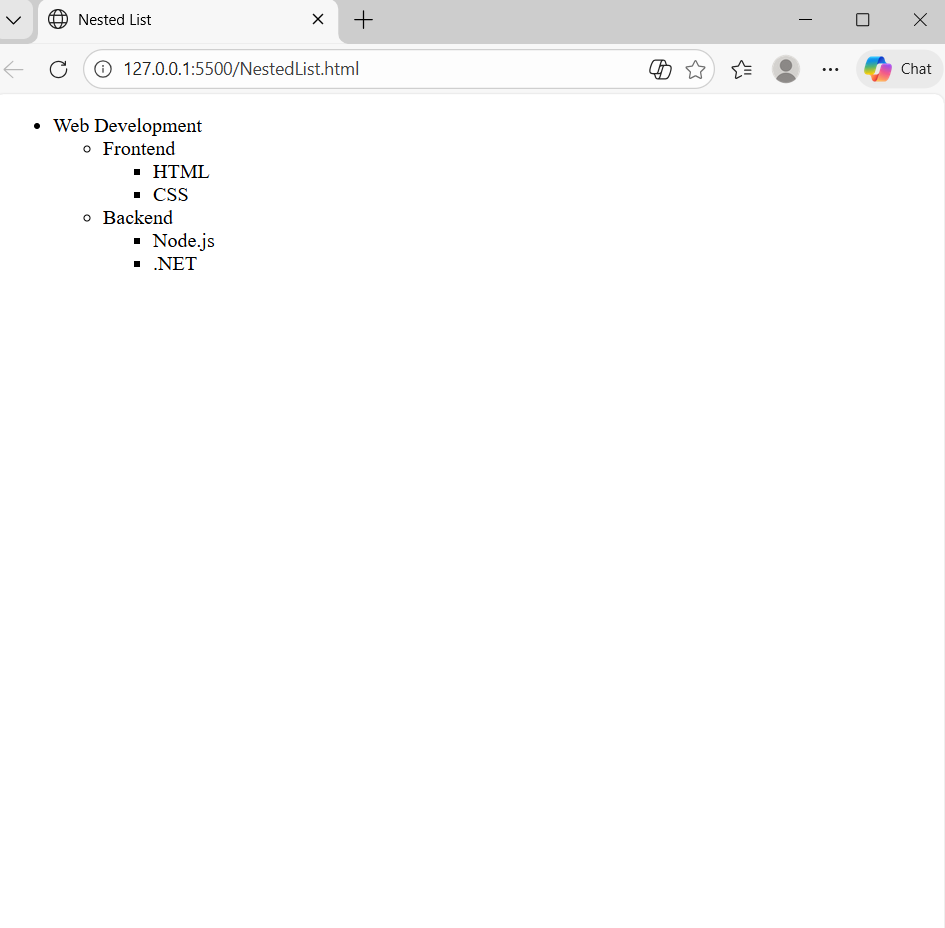 Nested List
127.0.0.1:5500/NestedList.html
Chat
Web Development
Frontend
HTML
CSS
Backend
Node.js
.NET